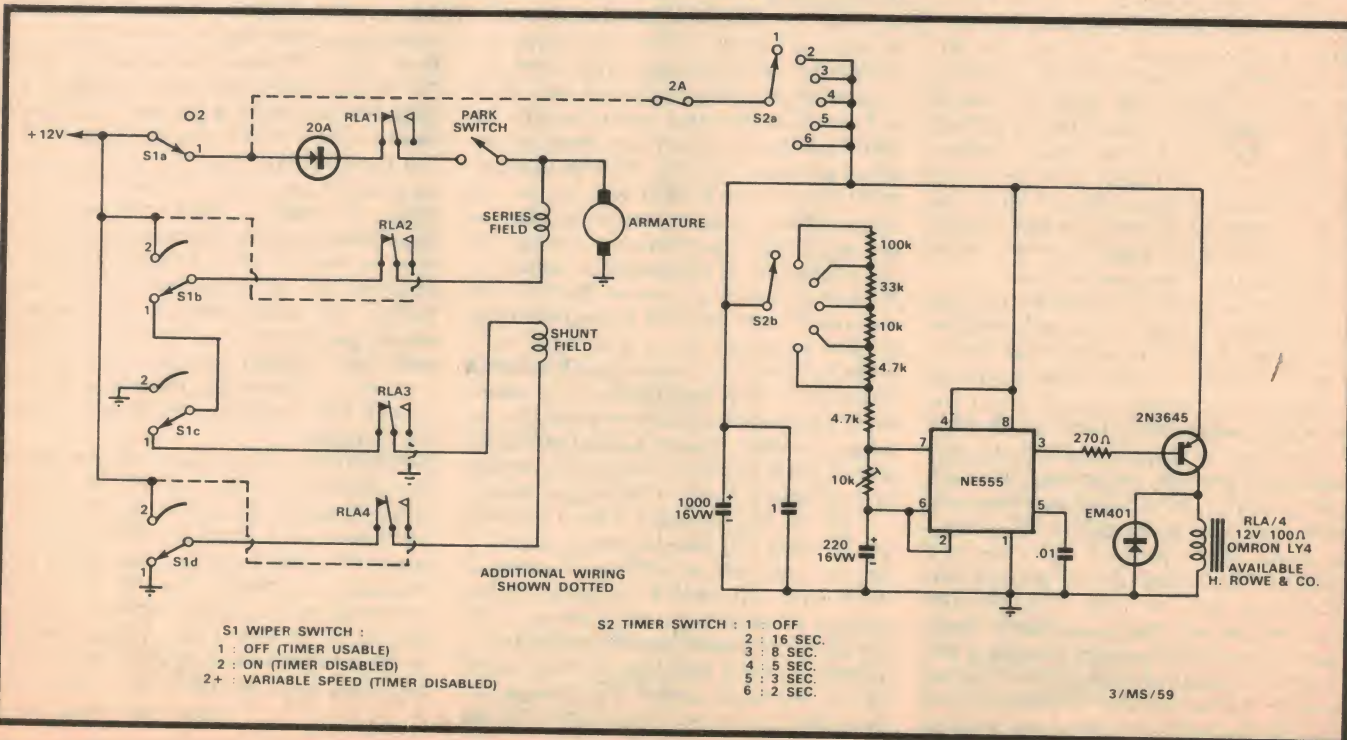 1
2
3
4
5
6
S2a
2A
+12V
2
S1a
1
20A
RLA1
PARK
SWITCH
SERIES
FIELD
ARMATURE
2
S1b
1
RLA2
SHUNT
FIELD
2
S1c
1
RLA3
2
S1d
1
RLA4
ADDITIONAL WIRING
SHOWN DOTTED
S2b
100k
33k
10k
4.7k
4.7k
10k
1000
16VW
+
-
1
220
16VW
+
-
4
8
7
3
6
5
2
1
NE555
270Ω
2N3645
.01
EM401
RLA/4
12V 100Ω
OMRON LY4
AVAILABLE
H. ROWE & CO.
S1 WIPER SWITCH :
1 : OFF (TIMER USABLE)
2 : ON (TIMER DISABLED)
2+ : VARIABLE SPEED (TIMER DISABLED)
S2 TIMER SWITCH : 1 : OFF
2 : 16 SEC.
3 : 8 SEC.
4 : 5 SEC.
5 : 3 SEC.
6 : 2 SEC.
3/MS/59